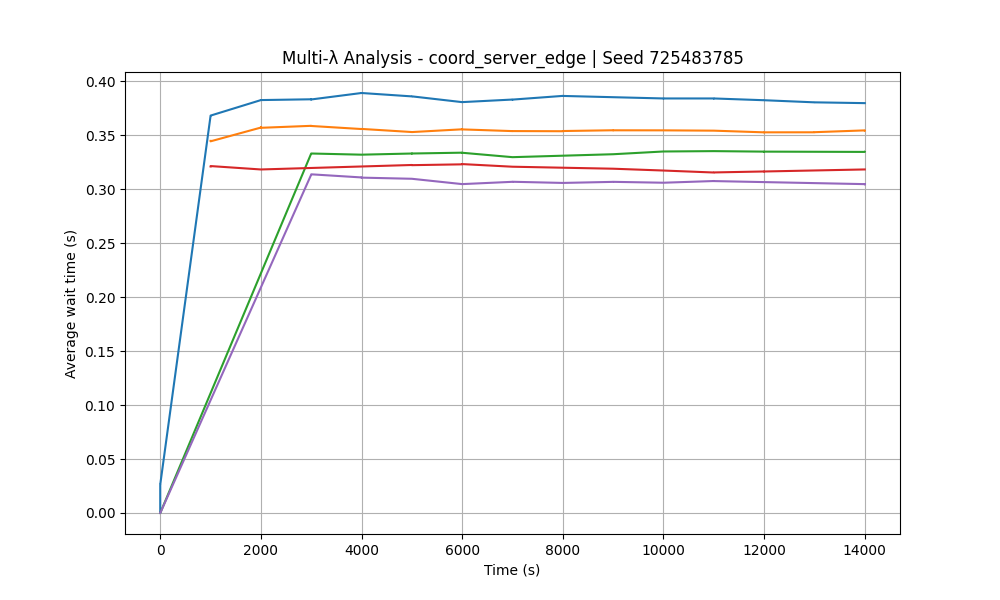 Multi-λ Analysis - coord_server_edge | Seed 725483785
0.40
0.35
0.30
0.25
0.20
0.15
0.10
0.05
0.00
Average wait time (s)
0 2000 4000 6000 8000 10000 12000 14000
Time (s)